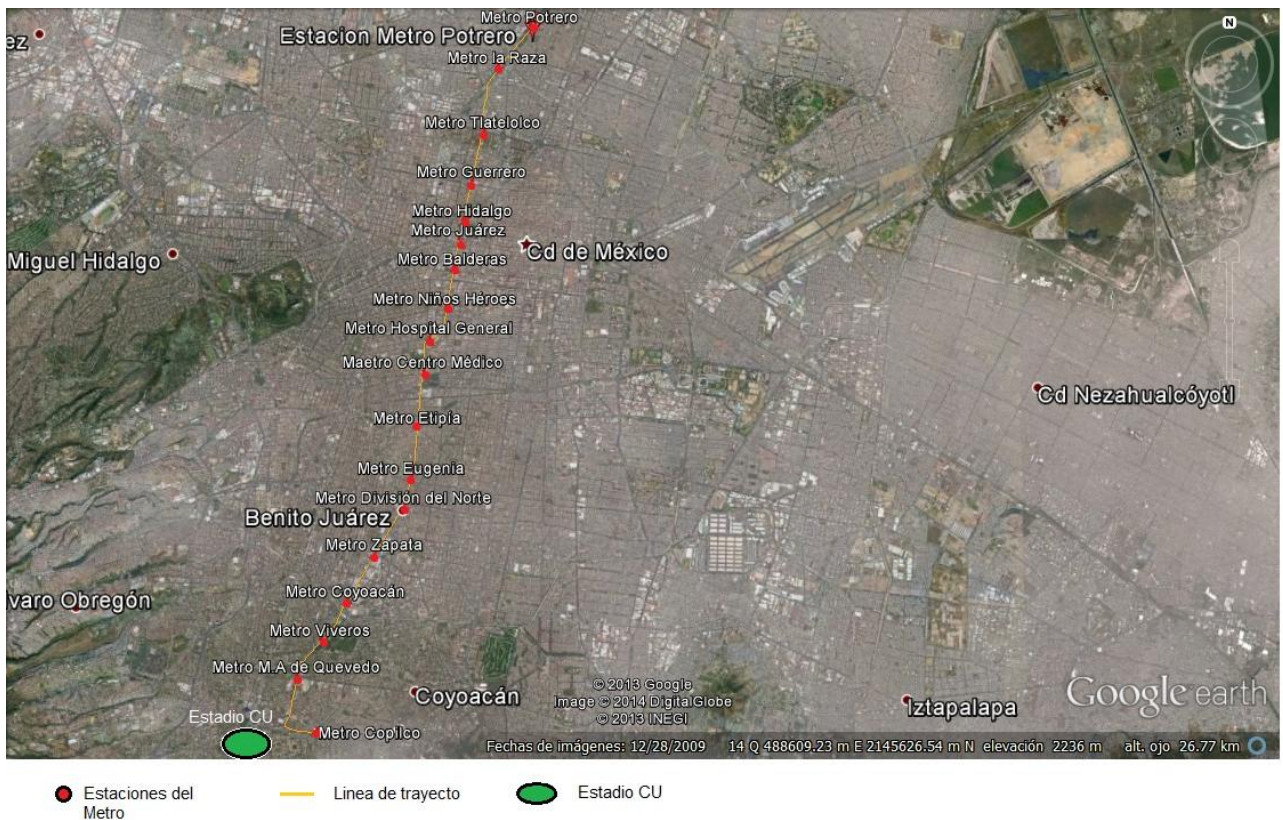 Metro Potrero
ez
Estacion Metro Potrero
N
Metro la Raza
Metro Tlatelolco
Metro Guerrero
Metro Hidalgo
Metro Juárez
Cd de México
Miguel Hidalgo
Metro Balderas
Metro Niños Héroes
Metro Hospital General
Maetro Centro Médico
Cd Nezahualcóyotl
Metro Etipía
Metro Eugenia
Metro División del Norte
Benito Juárez
Metro Zapata
varo Obregón
Metro Coyoacán
Metro Viveros
Metro M.A de Quevedo
Coyoacán
© 2013 Google
Image © 2014 DigitalGlobe
© 2013 INEGI
Google earth
Iztapalapa
Estadio CU
Metro Copilco
Fechas de imágenes: 12/28/2009 14 Q 488609.23 m E 2145626.54 m N elevación 2236 m alt. ojo 26.77 km
Estaciones del
Metro
Linea de trayecto
Estadio CU